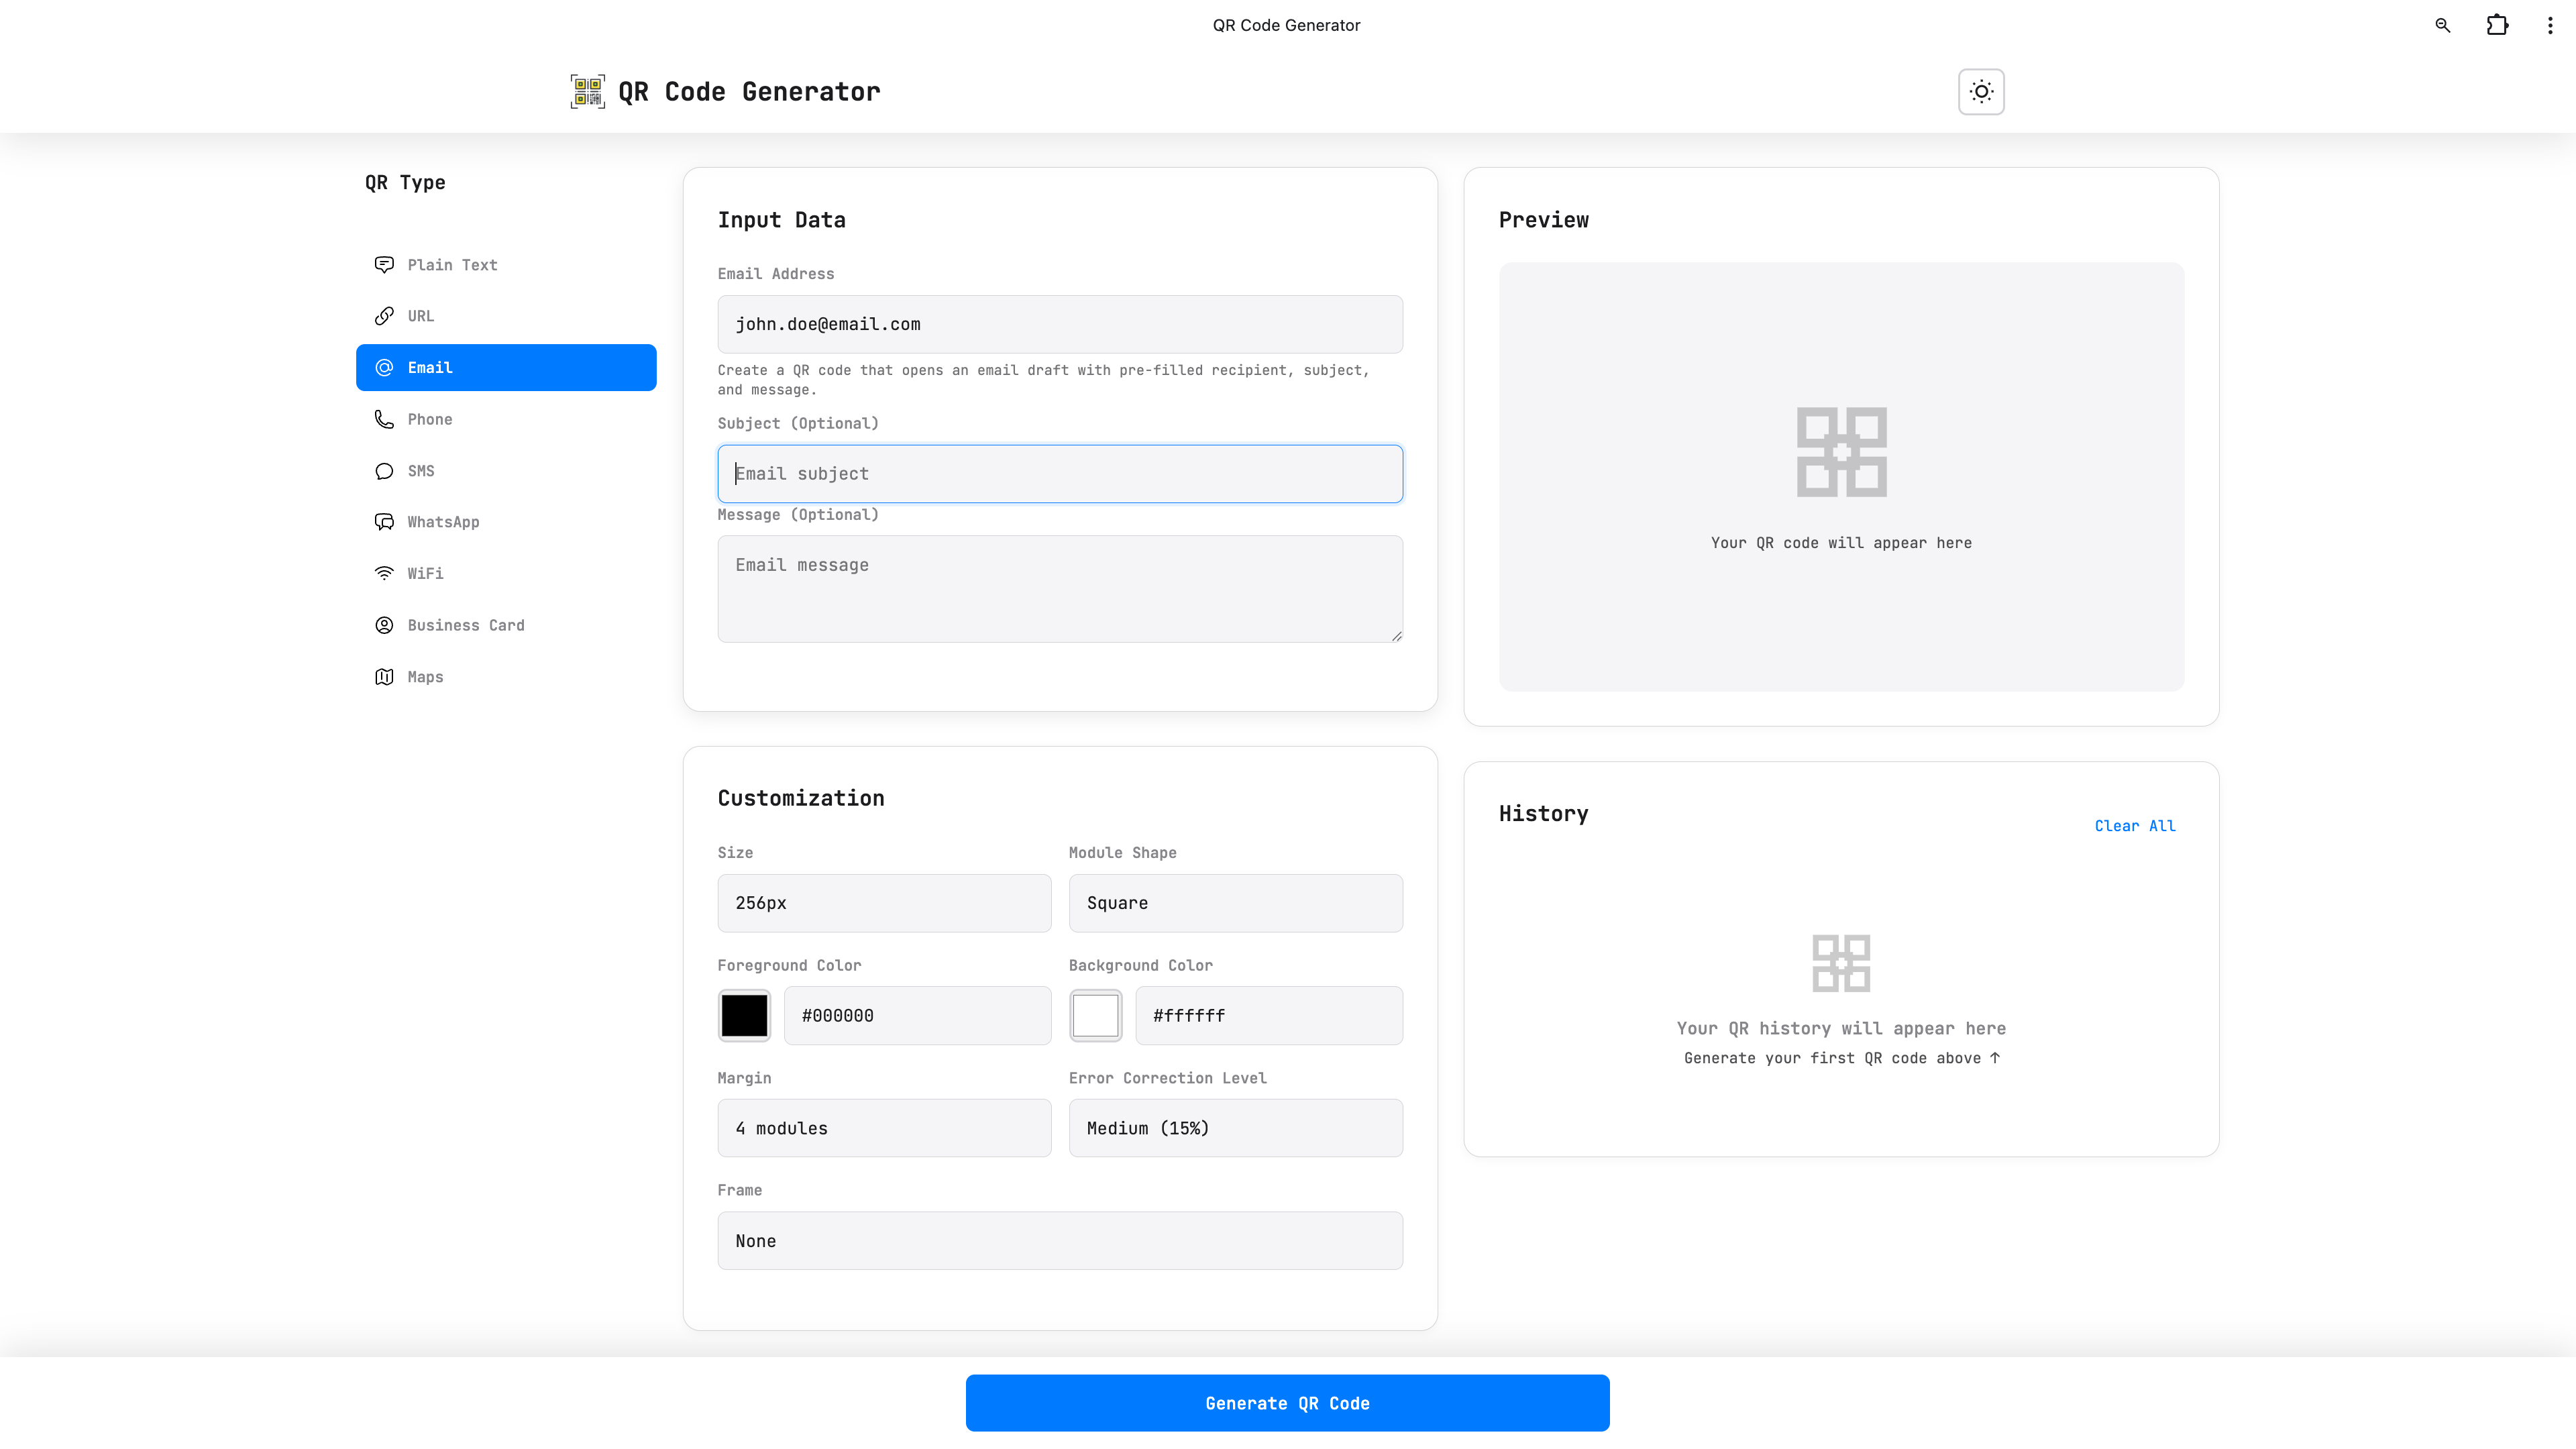 QR Code Generator
QR Code Generator
QR Type
Plain Text
URL
Email
Phone
SMS
WhatsApp
WiFi
Business Card
Maps
Input Data
Email Address
john.doe@email.com
Create a QR code that opens an email draft with pre-filled recipient, subject,
and message.
Subject (Optional)
Email subject
Message (Optional)
Email message
Customization
Size
Module Shape
256px
Square
Foreground Color
Background Color
#000000
#ffffff
Margin
Error Correction Level
4 modules
Medium (15%)
Frame
None
Preview
Your QR code will appear here
History
Clear All
Your QR history will appear here
Generate your first QR code above ↑
Generate QR Code